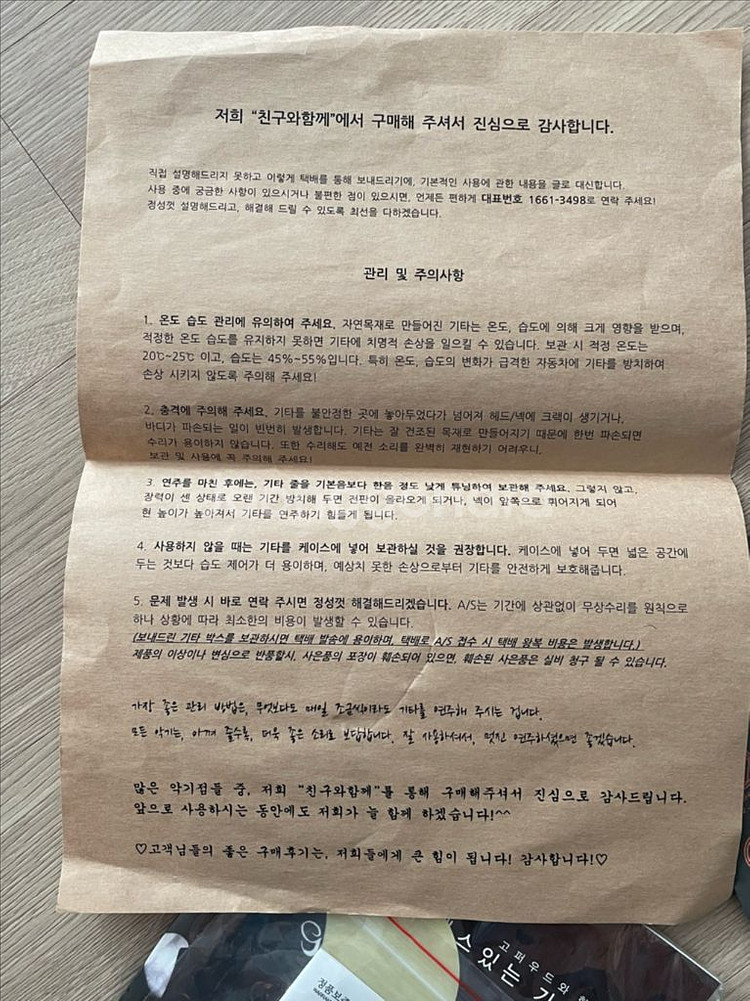 저희 "친구와함께"에서 구매해 주셔서 진심으로 감사합니다.
직접 설명해드리지 못하고 이렇게 택배를 통해 보내드리기에, 기본적인 사용에 관한 내용을 글로 대신합니다.
사용 중에 궁금한 사항이 있으시거나 불편한 점이 있으시면, 언제든 편하게 대표번호 1661-3498로 연락 주세요!
정성껏 설명해드리고, 해결해 드릴 수 있도록 최선을 다하겠습니다.
관리 및 주의사항
1. 온도 습도 관리에 유의하여 주세요. 자연목재로 만들어진 기타는 온도, 습도에 의해 크게 영향을 받으며,
적정한 온도 습도를 유지하지 못하면 기타에 치명적 손상을 일으킬 수 있습니다. 보관 시 적정 온도는
20℃~25℃ 이고, 습도는 45%~55%입니다. 특히 온도, 습도의 변화가 급격한 자동차에 기타를 방치하여
손상 시키지 않도록 주의해 주세요!
2. 충격에 주의해 주세요. 기타를 불안정한 곳에 놓아두었다가 넘어져 헤드/넥에 크랙이 생기거나,
바디가 파손되는 일이 빈번히 발생합니다. 기타는 잘 건조된 목재로 만들어지기 때문에 한번 파손되면
수리가 용이하지 않습니다. 또한 수리해도 예전 소리를 완벽히 재현하기 어려우니,
보관 및 사용에 꼭 주의해 주세요!
3. 연주를 마친 후에는, 기타 줄을 기본음보다 한음 정도 낮게 튜닝하여 보관해 주세요. 그렇지 않고,
장력이 센 상태로 오랜 기간 방치해 두면 전판이 올라오게 되거나, 넥이 앞쪽으로 휘어지게 되어
현 높이가 높아져서 기타를 연주하기 힘들게 됩니다.
4. 사용하지 않을 때는 기타를 케이스에 넣어 보관하실 것을 권장합니다. 케이스에 넣어 두면 넓은 공간에
두는 것보다 습도 제어가 더 용이하며, 예상치 못한 손상으로부터 기타를 안전하게 보호해줍니다.
5. 문제 발생 시 바로 연락 주시면 정성껏 해결해드리겠습니다. A/S는 기간에 상관없이 무상수리를 원칙으로
하나 상황에 따라 최소한의 비용이 발생할 수 있습니다.
(보내드린 기타 박스를 보관하시면 택배 발송에 용이하며, 택배로 A/S 접수 시 택배 왕복 비용은 발생합니다.)
제품의 이상이나 변심으로 반품할시, 사은품의 포장이 훼손되어 있으면, 훼손된 사은품은 실비 청구 될 수 있습니다.
가장 좋은 관리 방법은, 무엇보다도 매일 조금씩이라도 기타를 연주해 주시는 겁니다.
모든 악기는, 아껴 줄수록, 더욱 좋은 소리로 보답합니다. 잘 사용하셔서, 멋진 연주하셨으면 좋겠습니다.
많은 악기점들 중, 저희 "친구와함께"를 통해 구매해주셔서 진심으로 감사드립니다.
앞으로 사용하시는 동안에도 저희가 늘 함께 하겠습니다!^^
♡고객님들의 좋은 구매후기는, 저희들에게 큰 힘이 됩니다! 감사합니다!♡
고퍼우드와
스있는 기
정품보증